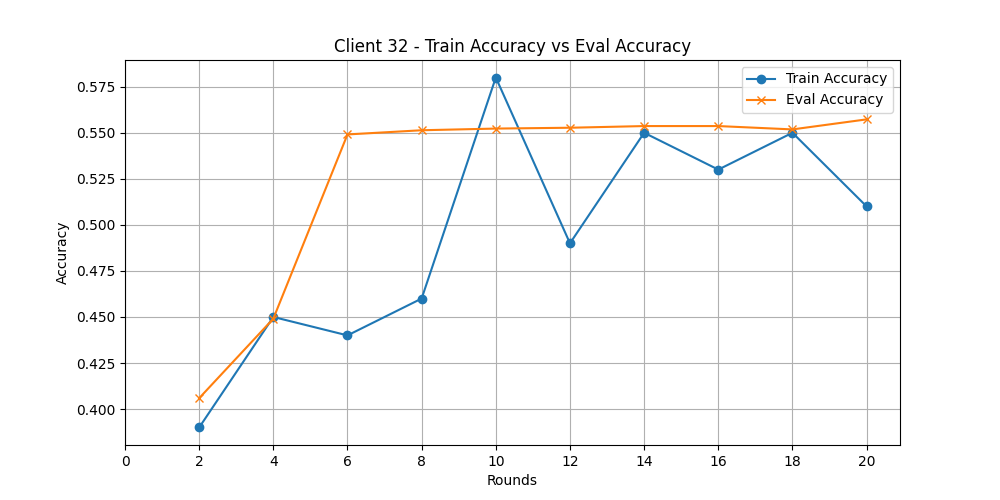 Client 32 - Train Accuracy vs Eval Accuracy
Train Accuracy
Eval Accuracy
Accuracy
0.575
0.550
0.525
0.500
0.475
0.450
0.425
0.400
0 2 4 6 8 10 12 14 16 18 20
Rounds